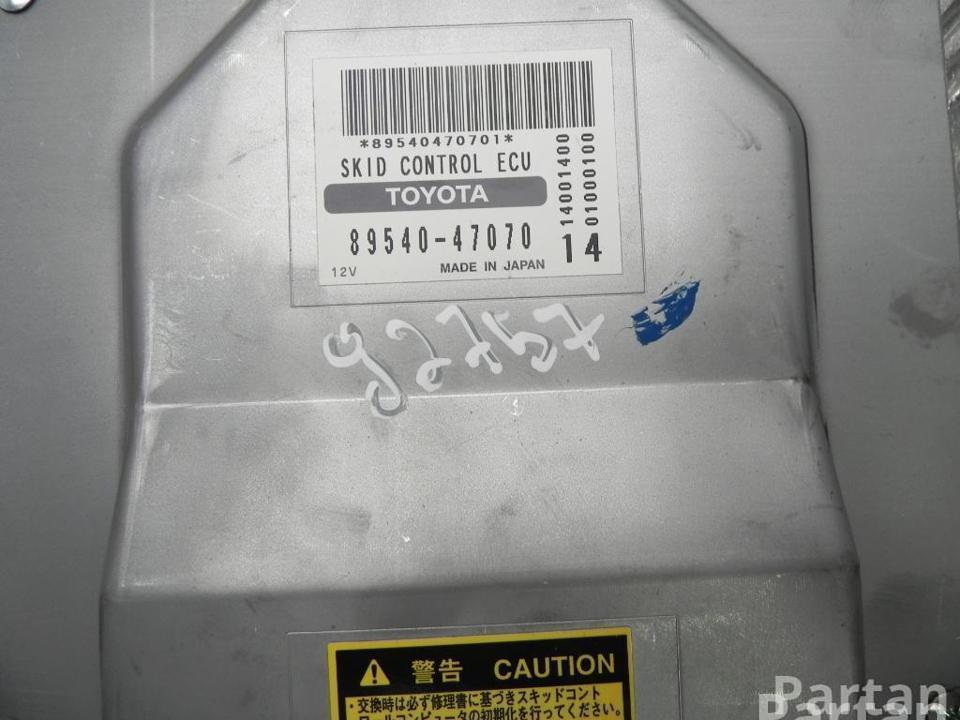 *89540470701*
SKID CONTROL ECU
TOYOTA
89540-47070
12V MADE IN JAPAN
14001400
01000100
14
92757
警告 CAUTION
・交換時は必ず修理書に基づきスキッドコント
ロールコンピュータの初期化を行ってください。
Partan
Partan